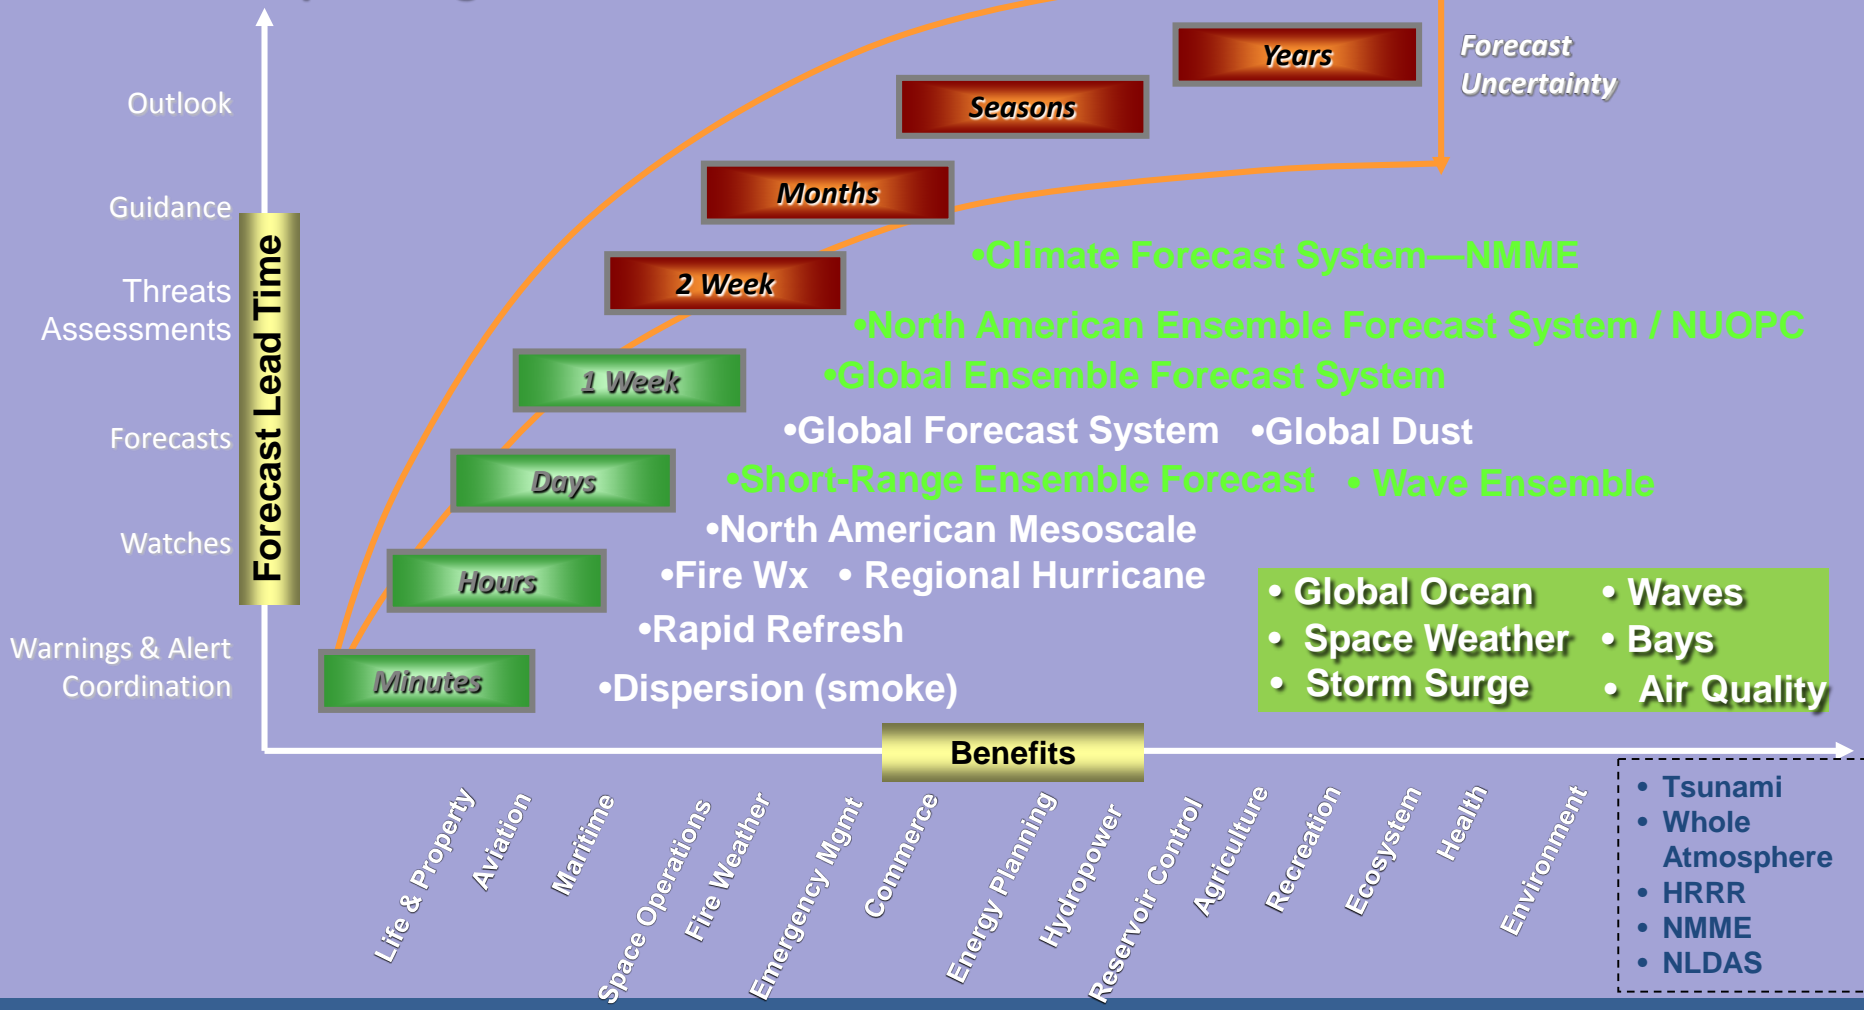 Years
Forecast
Uncertainty
Outlook
Seasons
Guidance
Months
Forecast Lead Time
•Climate Forecast System—NMME
Threats
Assessments
2 Week
•North American Ensemble Forecast System / NUOPC
1 Week
•Global Ensemble Forecast System
Forecasts
•Global Forecast System •Global Dust
Days
•Short-Range Ensemble Forecast • Wave Ensemble
Watches
•North American Mesoscale
Hours
•Fire Wx • Regional Hurricane
• Global Ocean • Waves
•Rapid Refresh
• Space Weather • Bays
Warnings & Alert
Coordination
Minutes
•Dispersion (smoke)
• Storm Surge • Air Quality
Benefits
Life & Property
Aviation
Maritime
Space Operations
Fire Weather
Emergency Mgmt
Commerce
Energy Planning
Hydropower
Reservoir Control
Agriculture
Recreation
Ecosystem
Health
Environment
• Tsunami
• Whole
Atmosphere
• HRRR
• NMME
• NLDAS